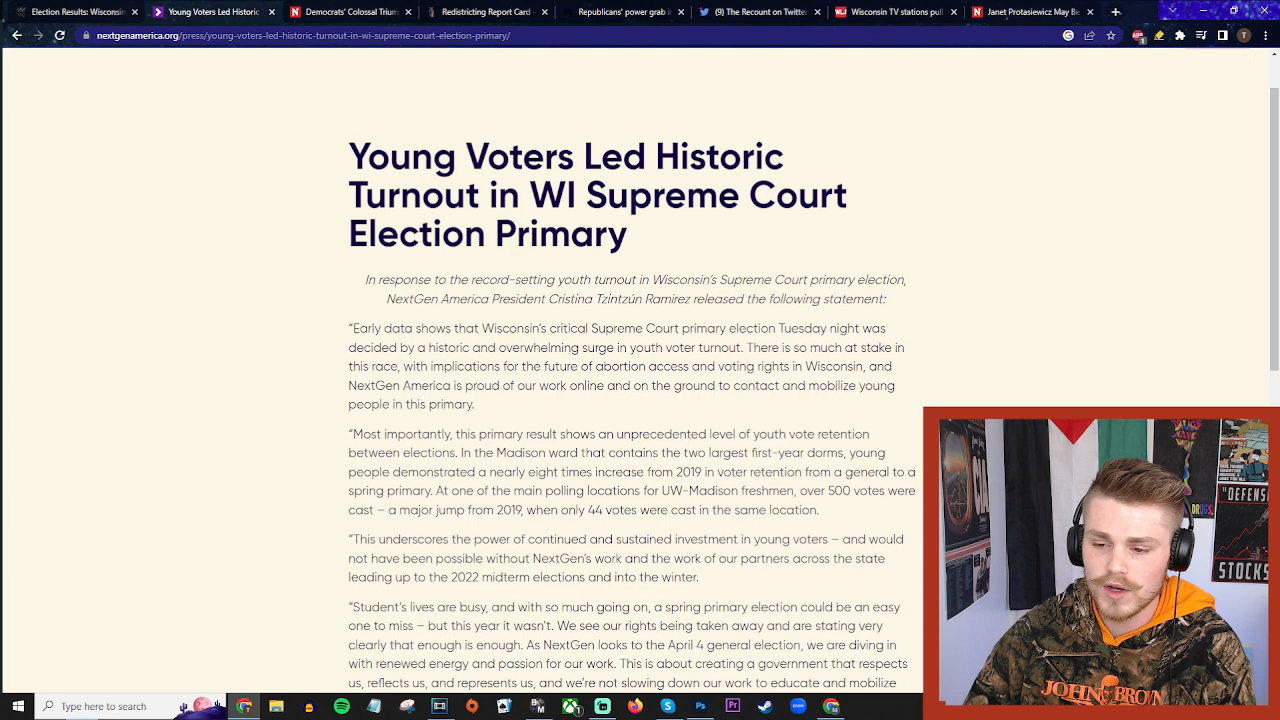 Election Results: Wisconsin
Young Voters Led Historic
Democrats' Colossal Trium
Redistricting Report Card -
Republicans' power grab i
(9) The Recount on Twitter
Wisconsin TV stations pull
Janet Protasiewicz May Be
nextgenamerica.org/press/young-voters-led-historic-turnout-in-wi-supreme-court-election-primary/
Young Voters Led Historic
Turnout in WI Supreme Court
Election Primary
In response to the record-setting youth turnout in Wisconsin's Supreme Court primary election,
NextGen America President Cristina Tzintzún Ramirez released the following statement:
"Early data shows that Wisconsin's critical Supreme Court primary election Tuesday night was
decided by a historic and overwhelming surge in youth voter turnout. There is so much at stake in
this race, with implications for the future of abortion access and voting rights in Wisconsin, and
NextGen America is proud of our work online and on the ground to contact and mobilize young
people in this primary.
"Most importantly, this primary result shows an unprecedented level of youth vote retention
between elections. In the Madison ward that contains the two largest first-year dorms, young
people demonstrated a nearly eight times increase from 2019 in voter retention from a general to a
spring primary. At one of the main polling locations for UW-Madison freshmen, over 500 votes were
cast – a major jump from 2019, when only 44 votes were cast in the same location.
"This underscores the power of continued and sustained investment in young voters – and would
not have been possible without NextGen's work and the work of our partners across the state
leading up to the 2022 midterm elections and into the winter.
"Student's lives are busy, and with so much going on, a spring primary election could be an easy
one to miss – but this year it wasn't. We see our rights being taken away and are stating very
clearly that enough is enough. As NextGen looks to the April 4 general election, we are diving in
with renewed energy and passion for our work. This is about creating a government that respects
us, reflects us, and represents us, and we're not slowing down our work to educate and mobilize
"DEFENS
DRUGS.
STOCKS
JOHN BROWN
Type here to search